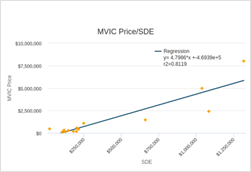 MVIC Price/SDE
$10,000,000
Regression
y= 4.7966*x +-4.6939e+5
r2=0.8119
$7,500,000
$5,000,000
$2,500,000
$0
MVIC Price
$250,000
$500,000
$750,000
$1,000,000
$1,250,000
SDE